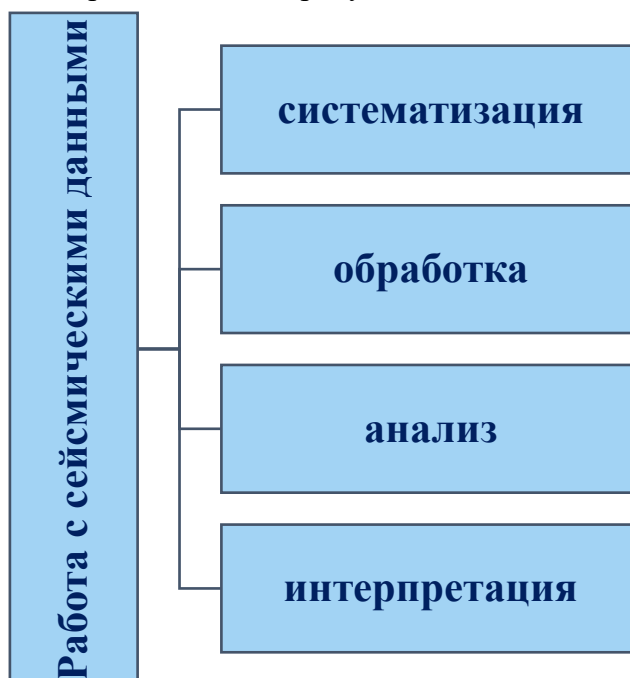 Работа с сейсмическими данными
систематизация
обработка
анализ
интерпретация